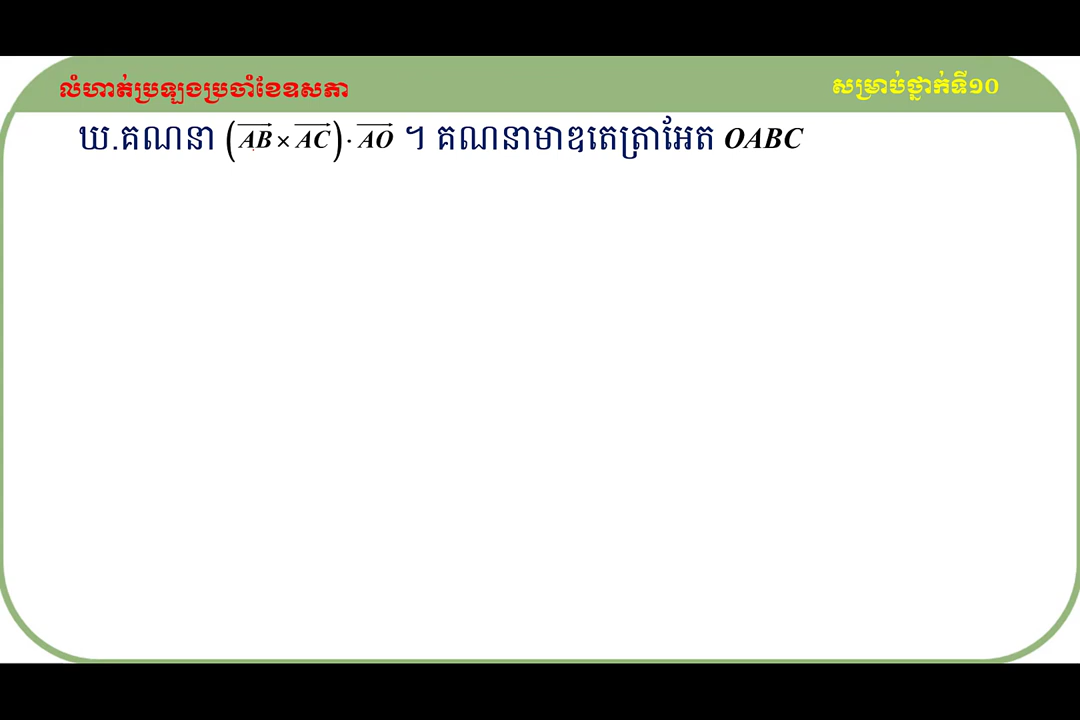 លំហាត់ប្រឡងប្រចាំខែឧសភា
សម្រាប់ថ្នាក់ទី១០
ឃ.គណនា (AB × AC) · AO ។ គណនាមាឌតេត្រាអែត OABC